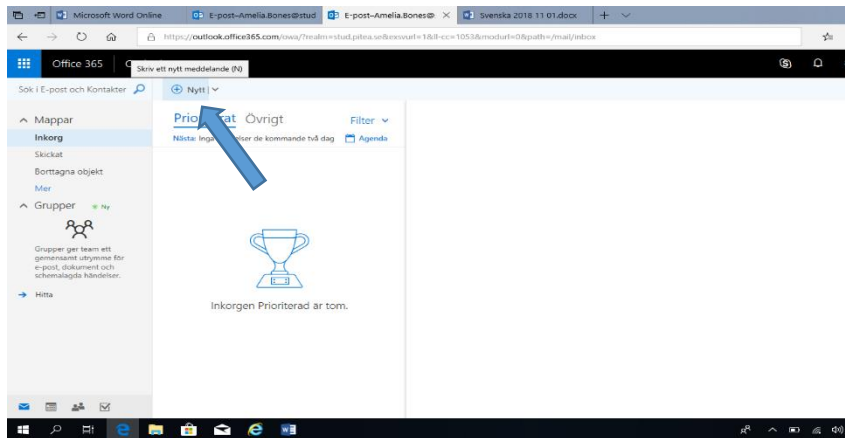 Microsoft Word Online
E-post–Amelia.Bones@stud
E-post–Amelia.Bones@
Svenska 2018 11 01.docx
https://outlook.office365.com/owa/?realm=stud.pitea.se&exsvurl=1&ll-cc=1053&modurl=0&path=/mail/inbox
Office 365
Skriv ett nytt meddelande (N)
Sök i E-post och Kontakter
Nytt
Mappar
Inkorg
Skickat
Borttagna objekt
Mer
Grupper Ny
Grupper ger team ett
gemensamt utrymme för
e-post, dokument och
schemalagda händelser.
Hitta
Övrigt Filter
Nästa: Inga de kommande två dag Agenda
Inkorgen Prioriterad är tom.